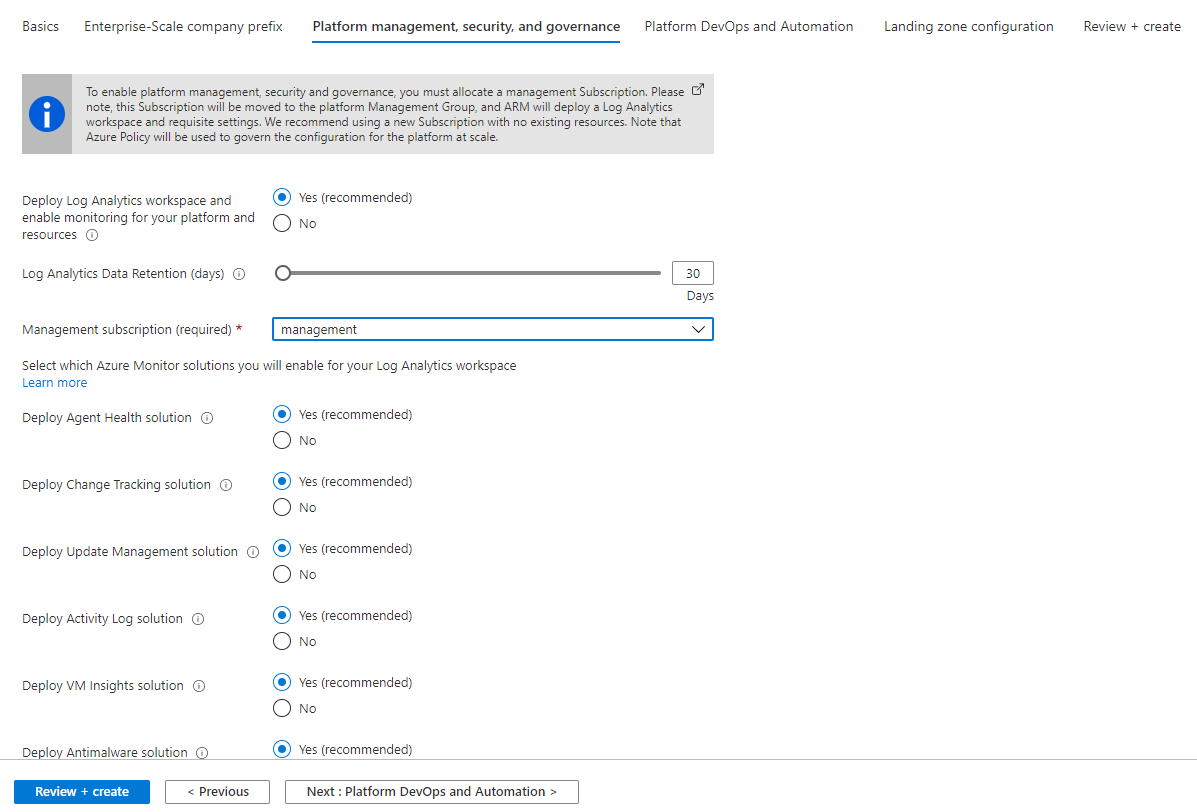 Basics Enterprise-Scale company prefix Platform management, security, and governance Platform DevOps and Automation Landing zone configuration Review + create
To enable platform management, security and governance, you must allocate a management Subscription. Please
note, this Subscription will be moved to the platform Management Group, and ARM will deploy a Log Analytics
workspace and requisite settings. We recommend using a new Subscription with no existing resources. Note that
Azure Policy will be used to govern the configuration for the platform at scale.
Deploy Log Analytics workspace and
enable monitoring for your platform and
resources
Yes (recommended)
No
Log Analytics Data Retention (days)
30
Days
Management subscription (required) *
management
Select which Azure Monitor solutions you will enable for your Log Analytics workspace
Learn more
Deploy Agent Health solution
Yes (recommended)
No
Deploy Change Tracking solution
Yes (recommended)
No
Deploy Update Management solution
Yes (recommended)
No
Deploy Activity Log solution
Yes (recommended)
No
Deploy VM Insights solution
Yes (recommended)
No
Deploy Antimalware solution
Yes (recommended)
Review + create
< Previous
Next : Platform DevOps and Automation >